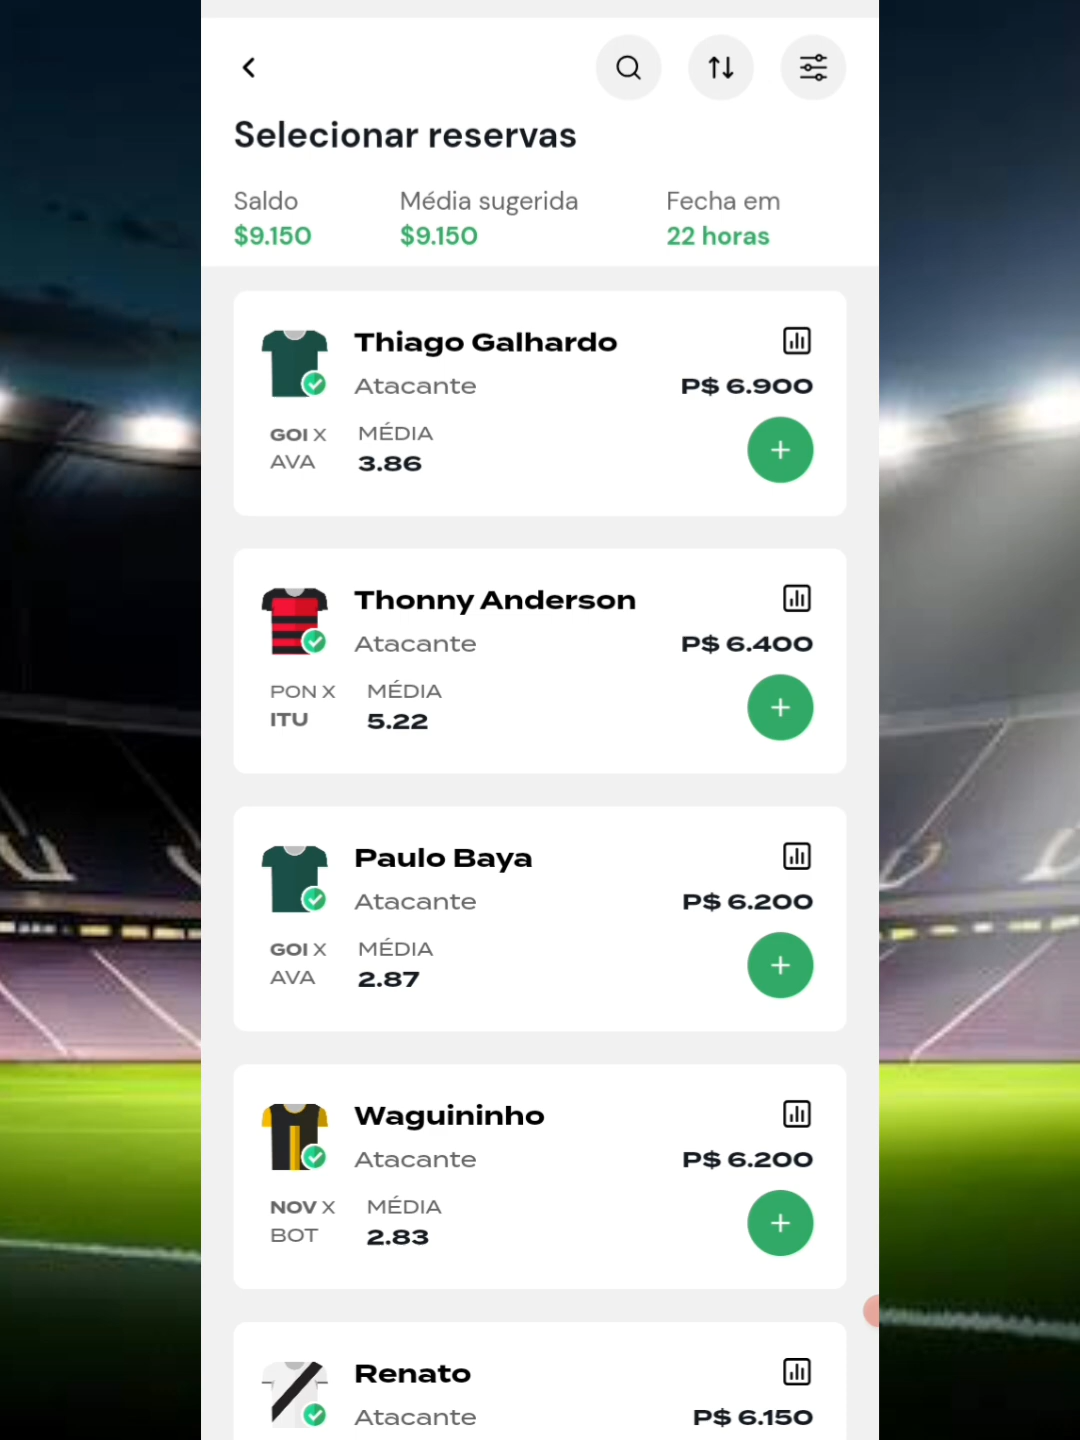 Selecionar reservas
Saldo
$9.150
Média sugerida
$9.150
Fecha em
22 horas
Thiago Galhardo
Atacante
P$ 6.900
GOI X
AVA
MÉDIA
3.86
Thonny Anderson
Atacante
P$ 6.400
PON X
ITU
MÉDIA
5.22
Paulo Baya
Atacante
P$ 6.200
GOI X
AVA
MÉDIA
2.87
Waguininho
Atacante
P$ 6.200
NOV X
BOT
MÉDIA
2.83
Renato
Atacante
P$ 6.150